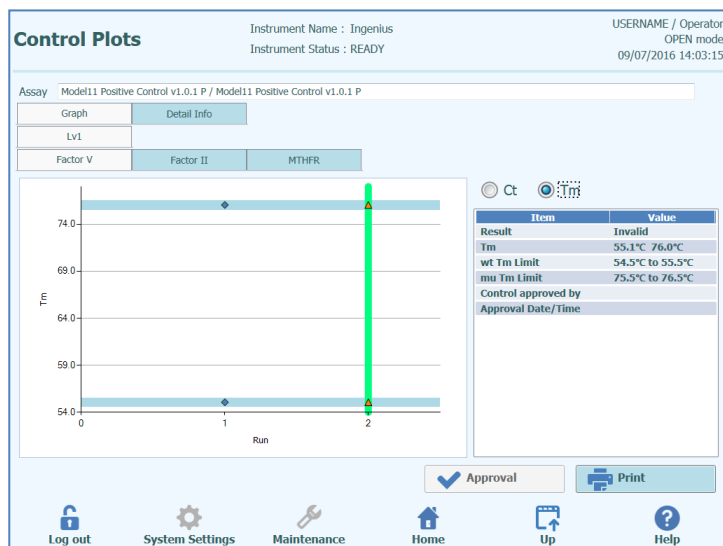 Control Plots
Instrument Name : Ingenius
Instrument Status : READY
USERNAME / Operator
OPEN mode
09/07/2016 14:03:15
Assay Model11 Positive Control v1.0.1 P / Model11 Positive Control v1.0.1 P
Graph Detail Info
Lv1
Factor V Factor II MTHFR
Ct Tm
Tm
74.0
69.0
64.0
59.0
54.0
0 1 2
Run
Item Value
Result Invalid
Tm 55.1℃ 76.0℃
wt Tm Limit 54.5℃ to 55.5℃
mu Tm Limit 75.5℃ to 76.5℃
Control approved by
Approval Date/Time
Approval Print
Log out System Settings Maintenance Home Up Help